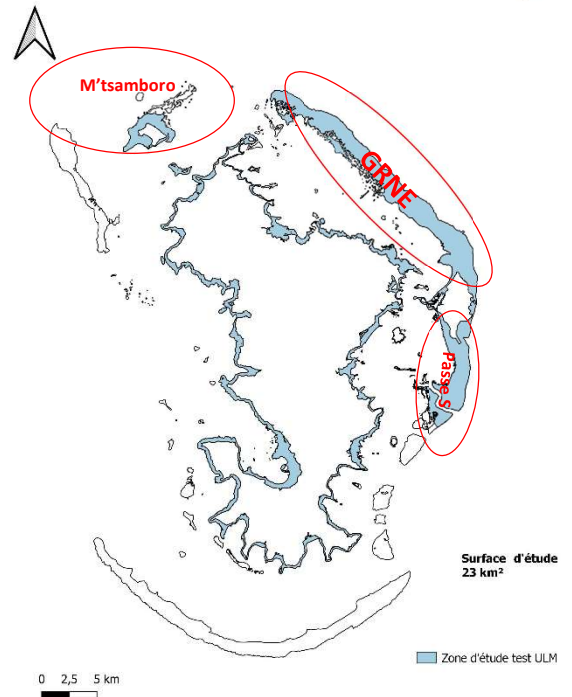 M'tsamboro
GRNE
Passe S
Surface d'étude
23 km²
Zone d'étude test ULM
0 2,5 5 km